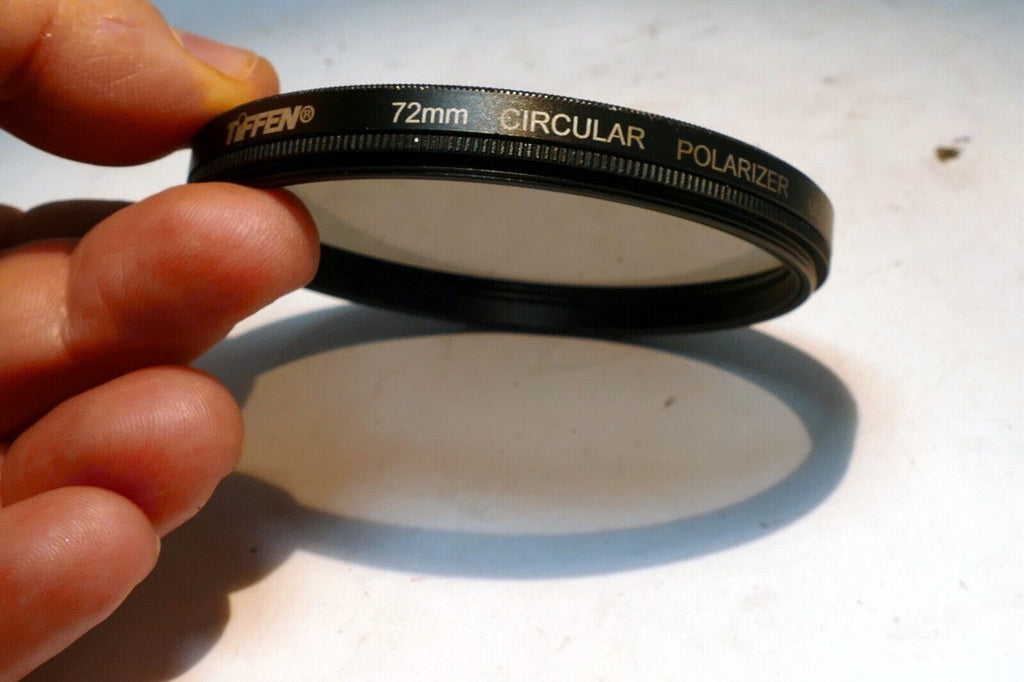 TIFFEN® 72mm CIRCULAR POLARIZER